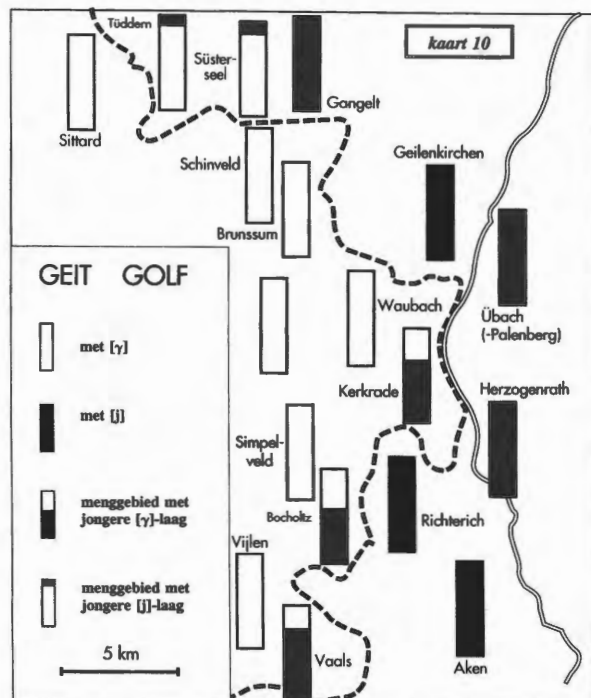 Tüddern
kaart 10
Süster-
seel
Gangelt
Sittard
Schinveld
Geilenkirchen
Brunssum
GEIT GOLF
Waubach
Übach
(-Palenberg)
met [γ]
Kerkrade
Herzogenrath
met [j]
Simpel-
veld
menggebied met
jongere [γ]-laag
Bocholtz
Richterich
Vijlen
menggebied met
jongere [j]-laag
5 km
Vaals
Aken